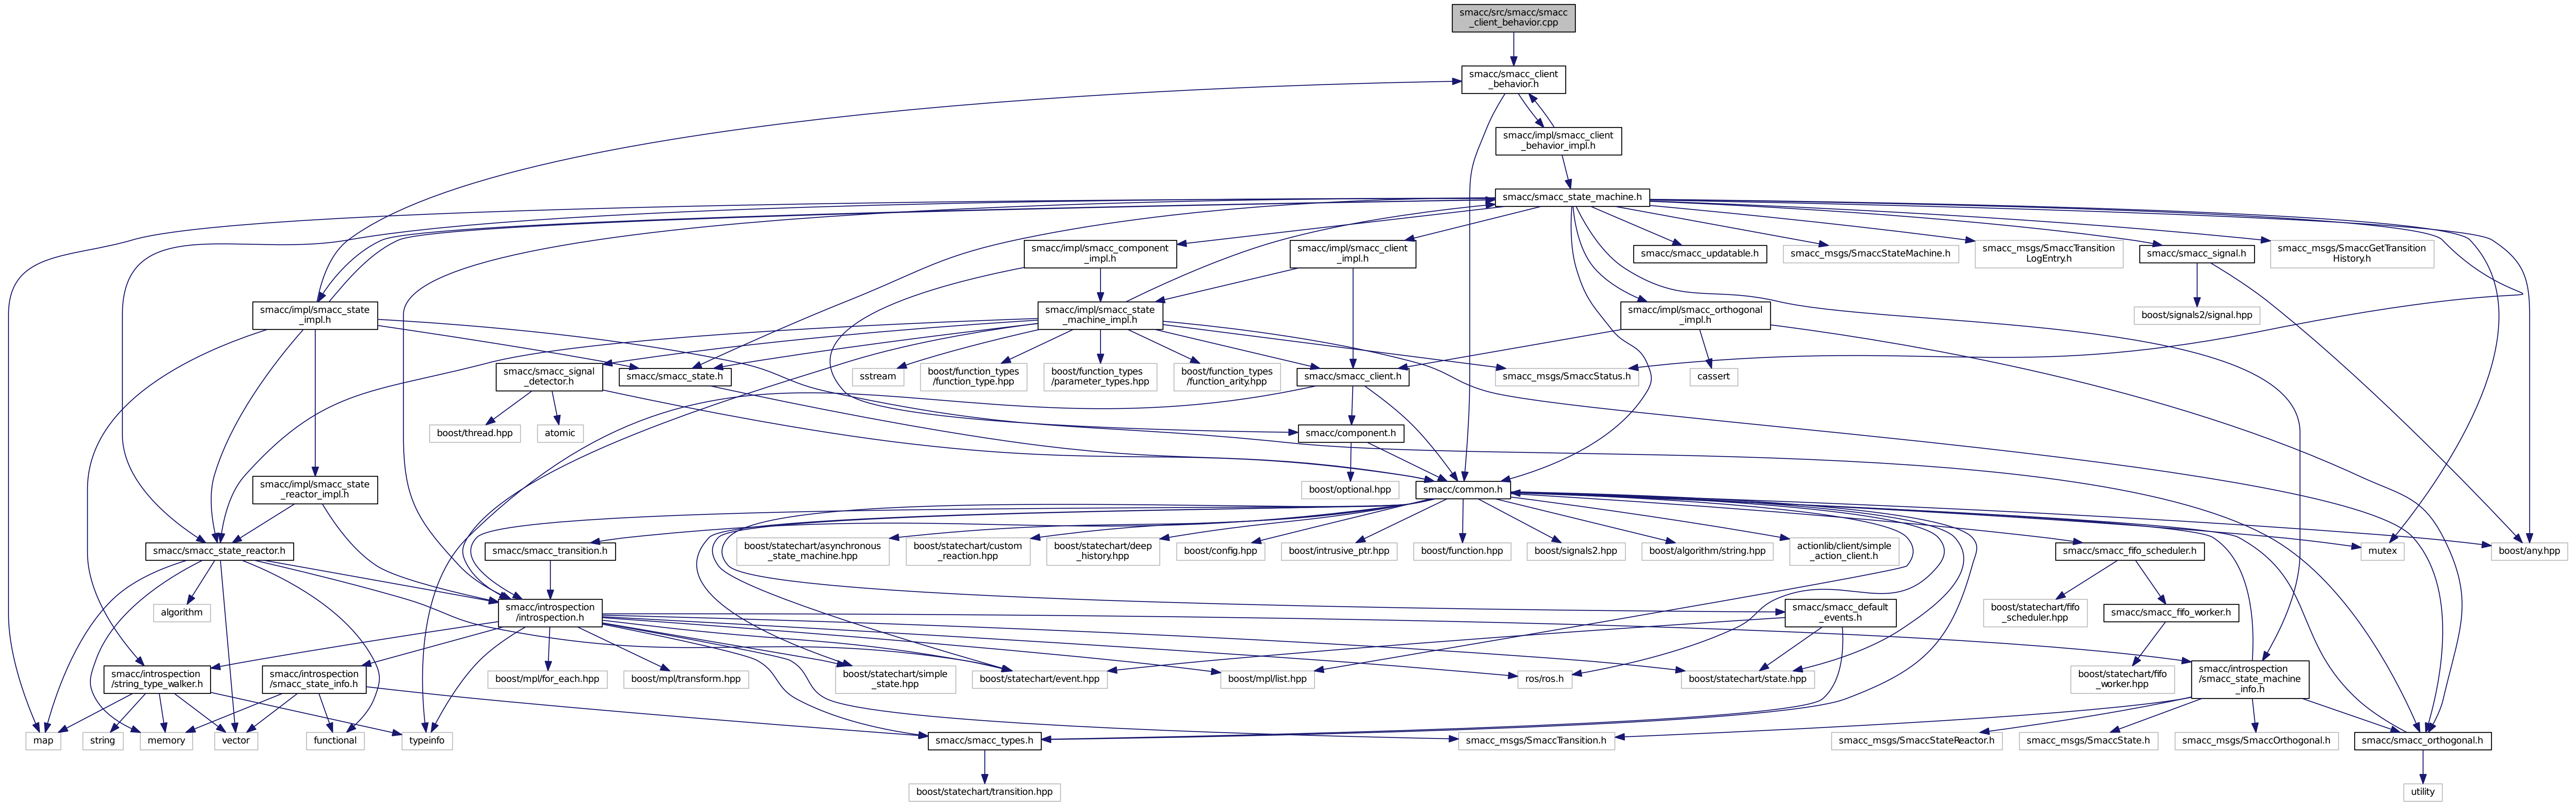 smacc/src/smacc/smacc
_client_behavior.cpp
smacc/smacc_client
_behavior.h
smacc/impl/smacc_client
_behavior_impl.h
smacc/smacc_state_machine.h
smacc/impl/smacc_component
_impl.h
smacc/impl/smacc_client
_impl.h
smacc/smacc_updatable.h
smacc_msgs/SmaccStateMachine.h
smacc_msgs/SmaccTransition
LogEntry.h
smacc/smacc_signal.h
smacc_msgs/SmaccGetTransition
History.h
smacc/impl/smacc_state
_impl.h
smacc/impl/smacc_state
_machine_impl.h
smacc/impl/smacc_orthogonal
_impl.h
boost/signals2/signal.hpp
smacc/smacc_signal
_detector.h
smacc/smacc_state.h
sstream
boost/function_types
/function_type.hpp
boost/function_types
/parameter_types.hpp
boost/function_types
/function_arity.hpp
smacc/smacc_client.h
smacc_msgs/SmaccStatus.h
cassert
boost/thread.hpp
atomic
smacc/component.h
smacc/impl/smacc_state
_reactor_impl.h
boost/optional.hpp
smacc/common.h
smacc/smacc_state_reactor.h
smacc/smacc_transition.h
boost/statechart/asynchronous
_state_machine.hpp
boost/statechart/custom
_reaction.hpp
boost/statechart/deep
_history.hpp
boost/config.hpp
boost/intrusive_ptr.hpp
boost/function.hpp
boost/signals2.hpp
boost/algorithm/string.hpp
actionlib/client/simple
_action_client.h
smacc/smacc_fifo_scheduler.h
mutex
boost/any.hpp
algorithm
smacc/introspection
/introspection.h
smacc/smacc_default
_events.h
boost/statechart/fifo
_scheduler.hpp
smacc/smacc_fifo_worker.h
smacc/introspection
/string_type_walker.h
smacc/introspection
/smacc_state_info.h
boost/mpl/for_each.hpp
boost/mpl/transform.hpp
boost/statechart/simple
_state.hpp
boost/statechart/event.hpp
boost/mpl/list.hpp
ros/ros.h
boost/statechart/state.hpp
boost/statechart/fifo
_worker.hpp
smacc/introspection
/smacc_state_machine
_info.h
map
string
memory
vector
functional
typeinfo
smacc/smacc_types.h
smacc_msgs/SmaccTransition.h
smacc_msgs/SmaccStateReactor.h
smacc_msgs/SmaccState.h
smacc_msgs/SmaccOrthogonal.h
smacc/smacc_orthogonal.h
boost/statechart/transition.hpp
utility